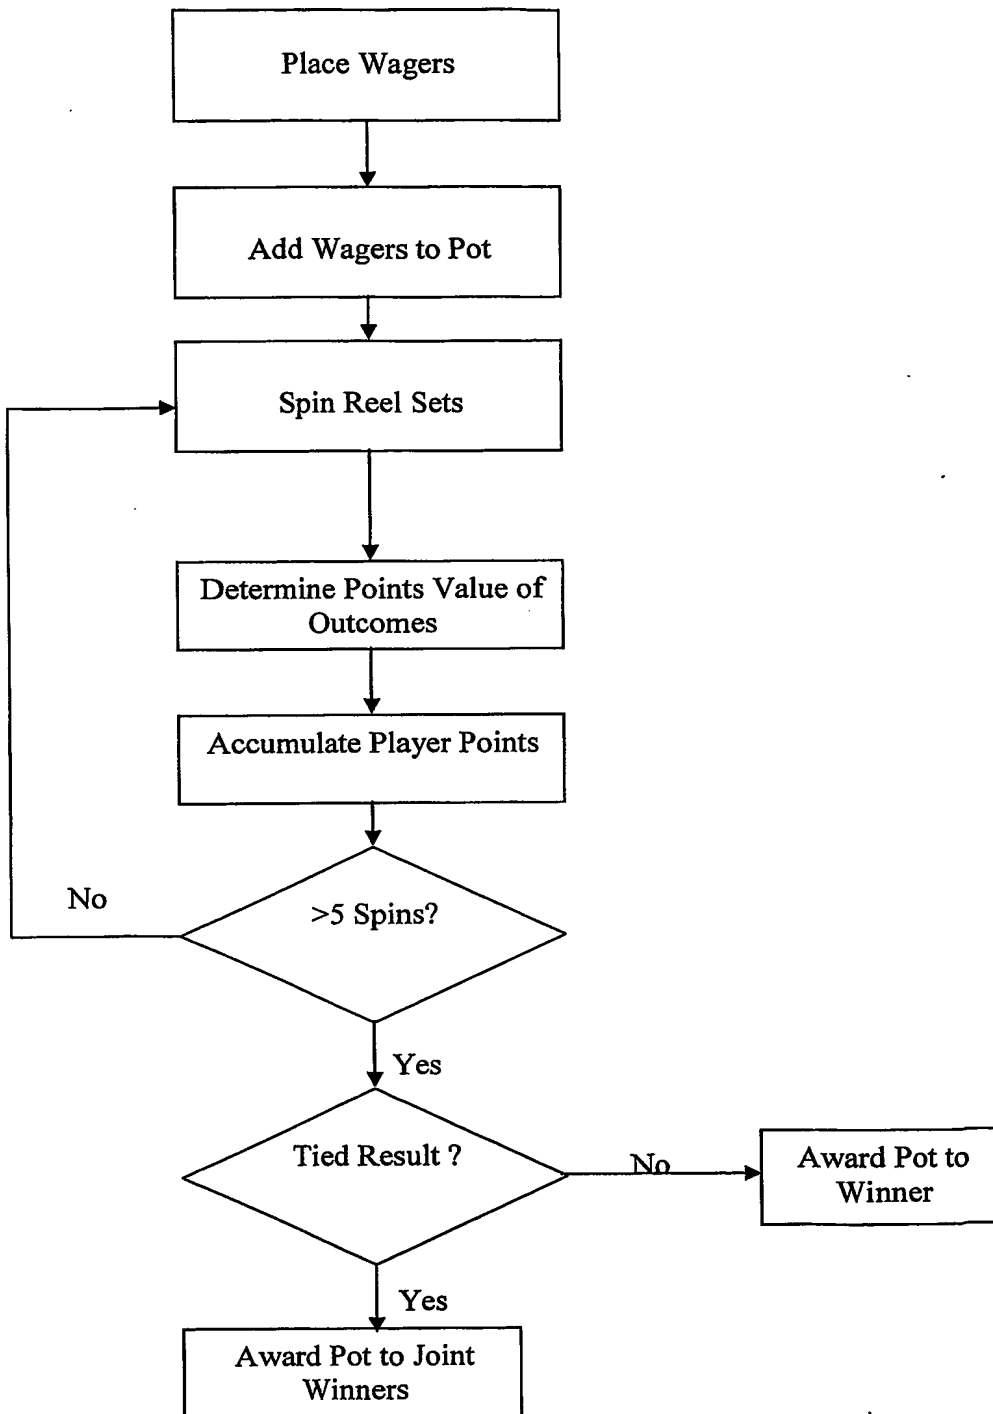 Place Wagers
Add Wagers to Pot
Spin Reel Sets
Determine Points Value of
Outcomes
Accumulate Player Points
No
>5 Spins?
Yes
Tied Result ?
No
Award Pot to
Winner
Yes
Award Pot to Joint
Winners